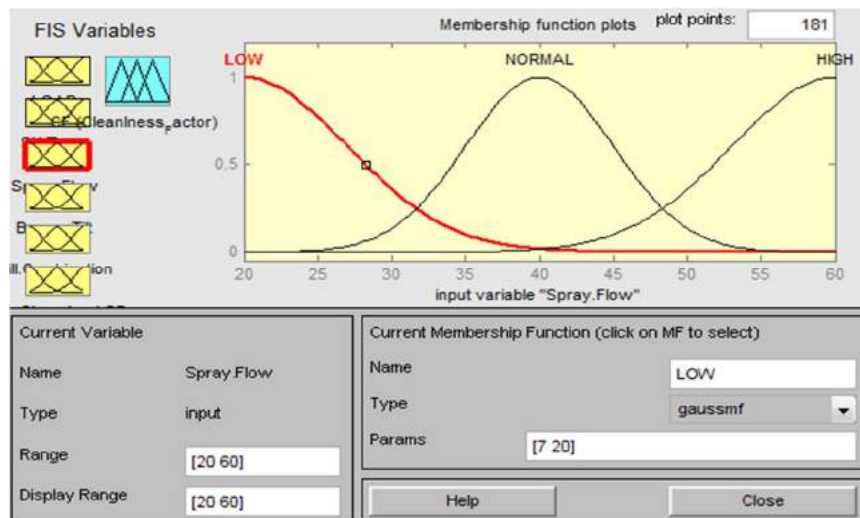 FIS Variables
Membership function plots
plot points:
181
LOW
NORMAL
HIGH
CF (CleanlnessFactor)
1
0.5
0
20 25 30 35 40 45 50 55 60
input variable "Spray.Flow"
Current Variable
Name Spray.Flow
Type input
Range [20 60]
Display Range [20 60]
Current Membership Function (click on MF to select)
Name LOW
Type gaussmf
Params [7 20]
Help
Close